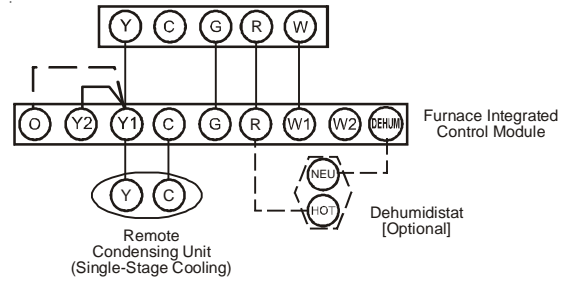 Y C G R W
O Y2 Y1 C G R W1 W2 DEHUM
Furnace Integrated
Control Module
Y C
NEU
HOT
Remote
Condensing Unit
(Single-Stage Cooling)
Dehumidistat
[Optional]